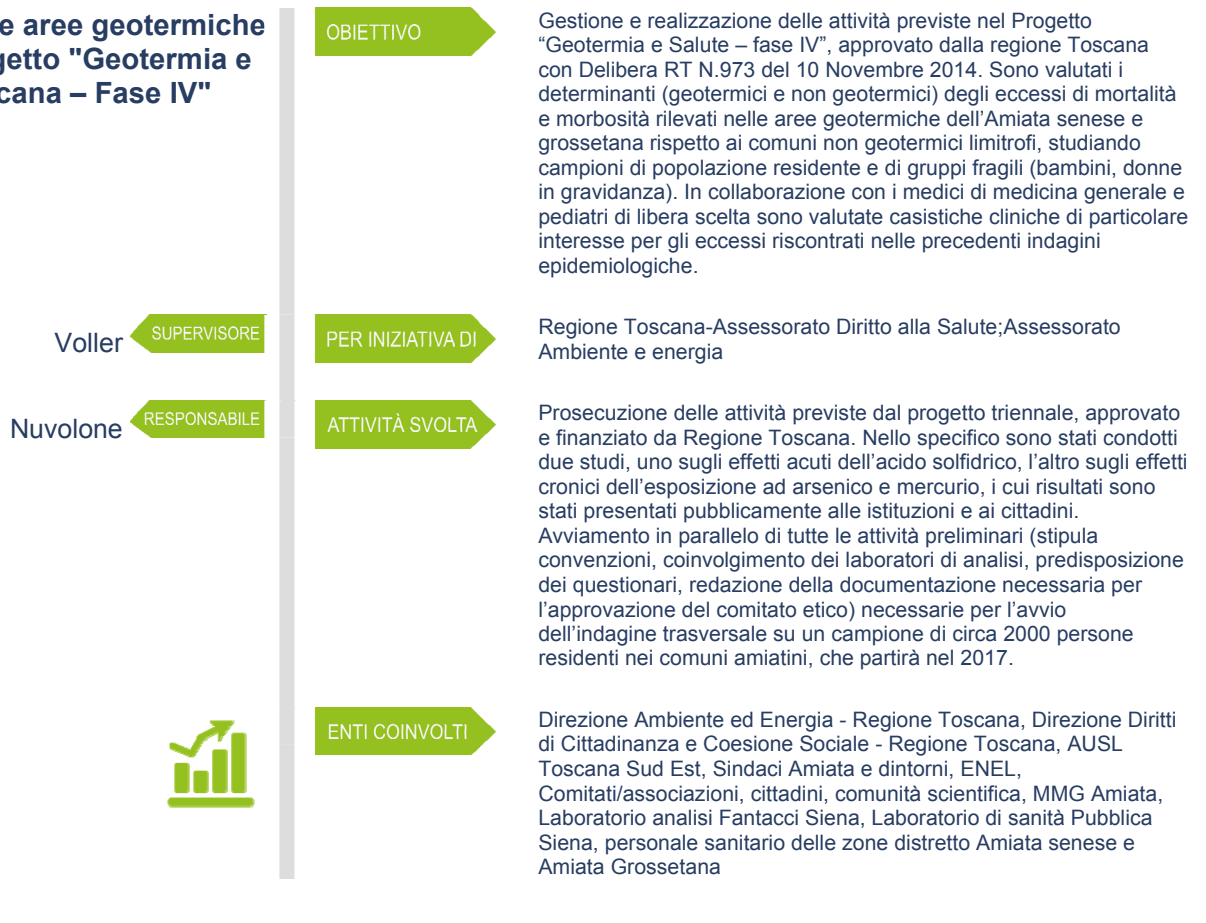 e aree geotermiche
getto "Geotermia e
cana – Fase IV"
OBIETTIVO
Gestione e realizzazione delle attività previste nel Progetto
“Geotermia e Salute – fase IV”, approvato dalla regione Toscana
con Delibera RT N.973 del 10 Novembre 2014. Sono valutati i
determinanti (geotermici e non geotermici) degli eccessi di mortalità
e morbosità rilevati nelle aree geotermiche dell’Amiata senese e
grossetana rispetto ai comuni non geotermici limitrofi, studiando
campioni di popolazione residente e di gruppi fragili (bambini, donne
in gravidanza). In collaborazione con i medici di medicina generale e
pediatri di libera scelta sono valutate casistiche cliniche di particolare
interesse per gli eccessi riscontrati nelle precedenti indagini
epidemiologiche.
Voller
SUPERVISORE
PER INIZIATIVA DI
Regione Toscana-Assessorato Diritto alla Salute;Assessorato
Ambiente e energia
Nuvolone
RESPONSABILE
ATTIVITÀ SVOLTA
Prosecuzione delle attività previste dal progetto triennale, approvato
e finanziato da Regione Toscana. Nello specifico sono stati condotti
due studi, uno sugli effetti acuti dell’acido solfidrico, l’altro sugli effetti
cronici dell’esposizione ad arsenico e mercurio, i cui risultati sono
stati presentati pubblicamente alle istituzioni e ai cittadini.
Avviamento in parallelo di tutte le attività preliminari (stipula
convenzioni, coinvolgimento dei laboratori di analisi, predisposizione
dei questionari, redazione della documentazione necessaria per
l’approvazione del comitato etico) necessarie per l’avvio
dell’indagine trasversale su un campione di circa 2000 persone
residenti nei comuni amiatini, che partirà nel 2017.
ENTI COINVOLTI
Direzione Ambiente ed Energia - Regione Toscana, Direzione Diritti
di Cittadinanza e Coesione Sociale - Regione Toscana, AUSL
Toscana Sud Est, Sindaci Amiata e dintorni, ENEL,
Comitati/associazioni, cittadini, comunità scientifica, MMG Amiata,
Laboratorio analisi Fantacci Siena, Laboratorio di sanità Pubblica
Siena, personale sanitario delle zone distretto Amiata senese e
Amiata Grossetana